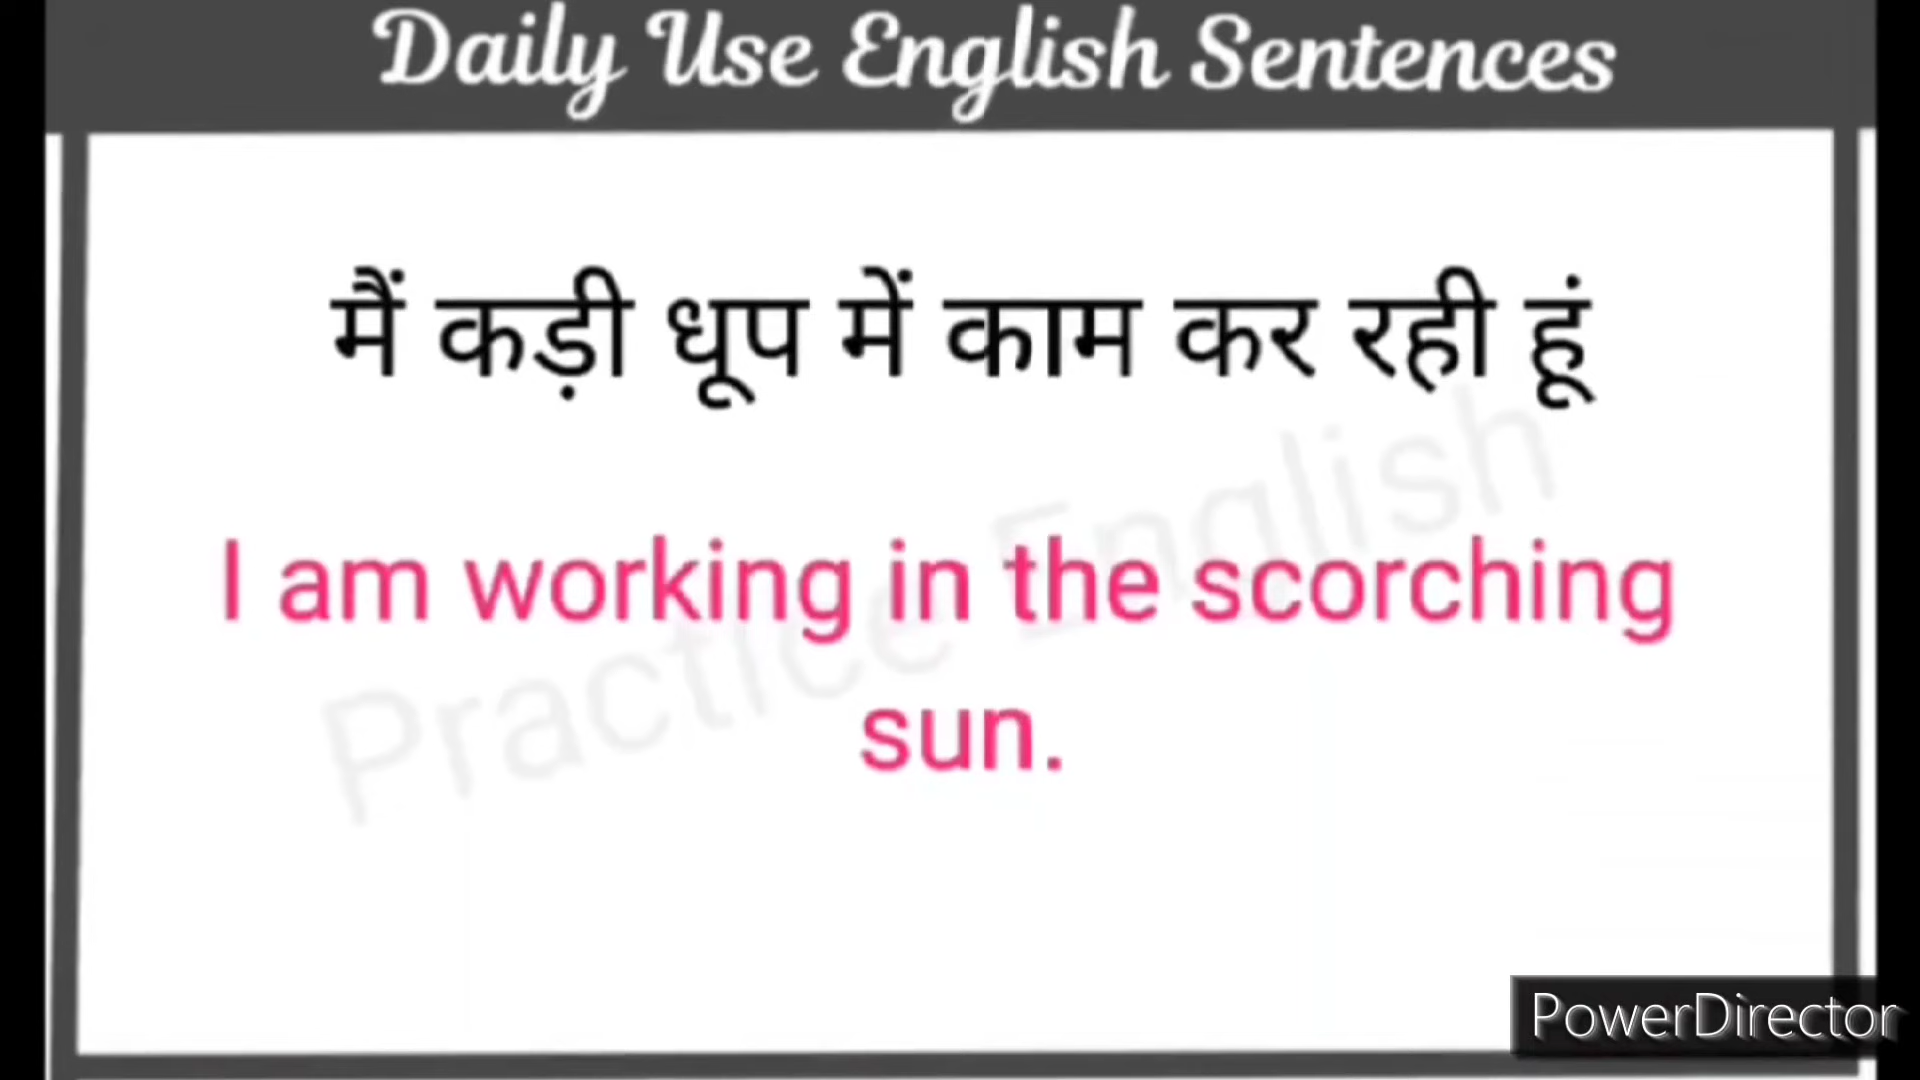 Daily Use English Sentences
मैं कड़ी धूप में काम कर रही हूं
I am working in the scorching
sun.
Practice English
PowerDirector